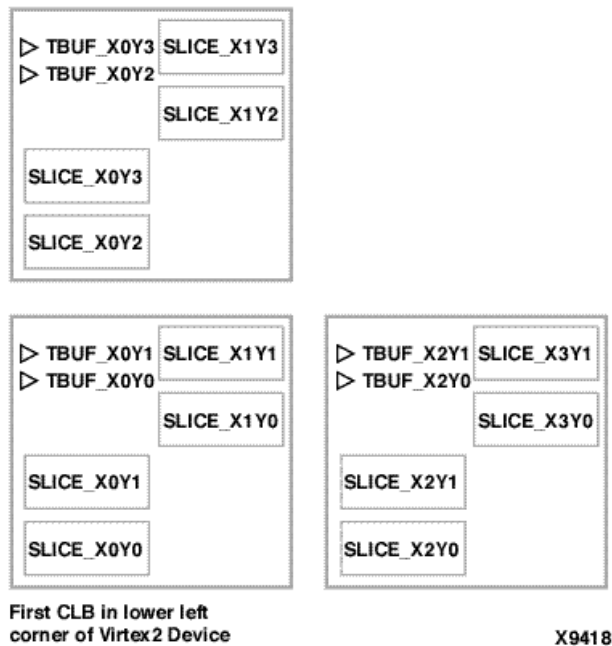 TBUF_X0Y3 SLICE_X1Y3
TBUF_X0Y2
SLICE_X1Y2
SLICE_X0Y3
SLICE_X0Y2
TBUF_X0Y1 SLICE_X1Y1
TBUF_X0Y0
SLICE_X1Y0
SLICE_X0Y1
SLICE_X0Y0
TBUF_X2Y1 SLICE_X3Y1
TBUF_X2Y0
SLICE_X3Y0
SLICE_X2Y1
SLICE_X2Y0
First CLB in lower left
corner of Virtex2 Device
X9418